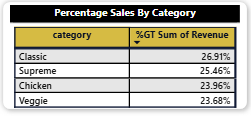 Percentage Sales By Category
category %GT Sum of Revenue
Classic 26.91%
Supreme 25.46%
Chicken 23.96%
Veggie 23.68%